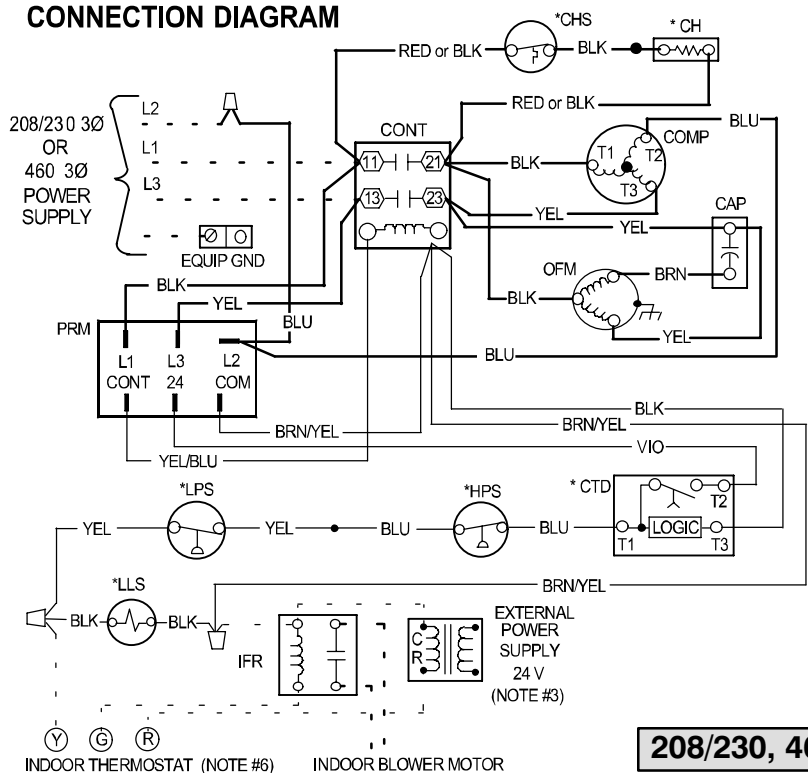 CONNECTION DIAGRAM
*CHS
* CH
RED or BLK
BLK
RED or BLK
BLU
L2
208/230 3Ø
OR
460 3Ø
POWER
SUPPLY
L1
L3
EQUIP GND
CONT
11
21
13
23
BLK
T1
T2
T3
COMP
YEL
YEL
CAP
OFM
BRN
BLK
YEL
BLK
YEL
BLU
BLU
PRM
L1
L3
L2
CONT
24
COM
BRN/YEL
YEL/BLU
BLK
BRN/YEL
VIO
*LPS
*HPS
* CTD
T2
YEL
YEL
BLU
BLU
T1
LOGIC
T3
*LLS
BRN/YEL
BLK
BLK
IFR
C
R
EXTERNAL
POWER
SUPPLY
24 V
(NOTE #3)
Y
G
R
INDOOR THERMOSTAT (NOTE #6)
INDOOR BLOWER MOTOR
208/230, 46